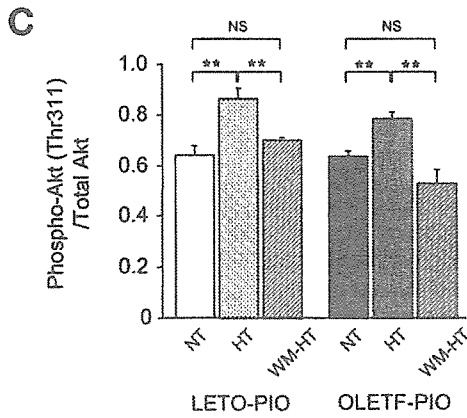 C
NS
NS
** ** ** **
1.0
0.8
0.6
0.4
0.2
0
Phospho-Akt (Thr311)
/Total Akt
NT HT WM-HT NT HT WM-HT
LETO-PIO OLETF-PIO